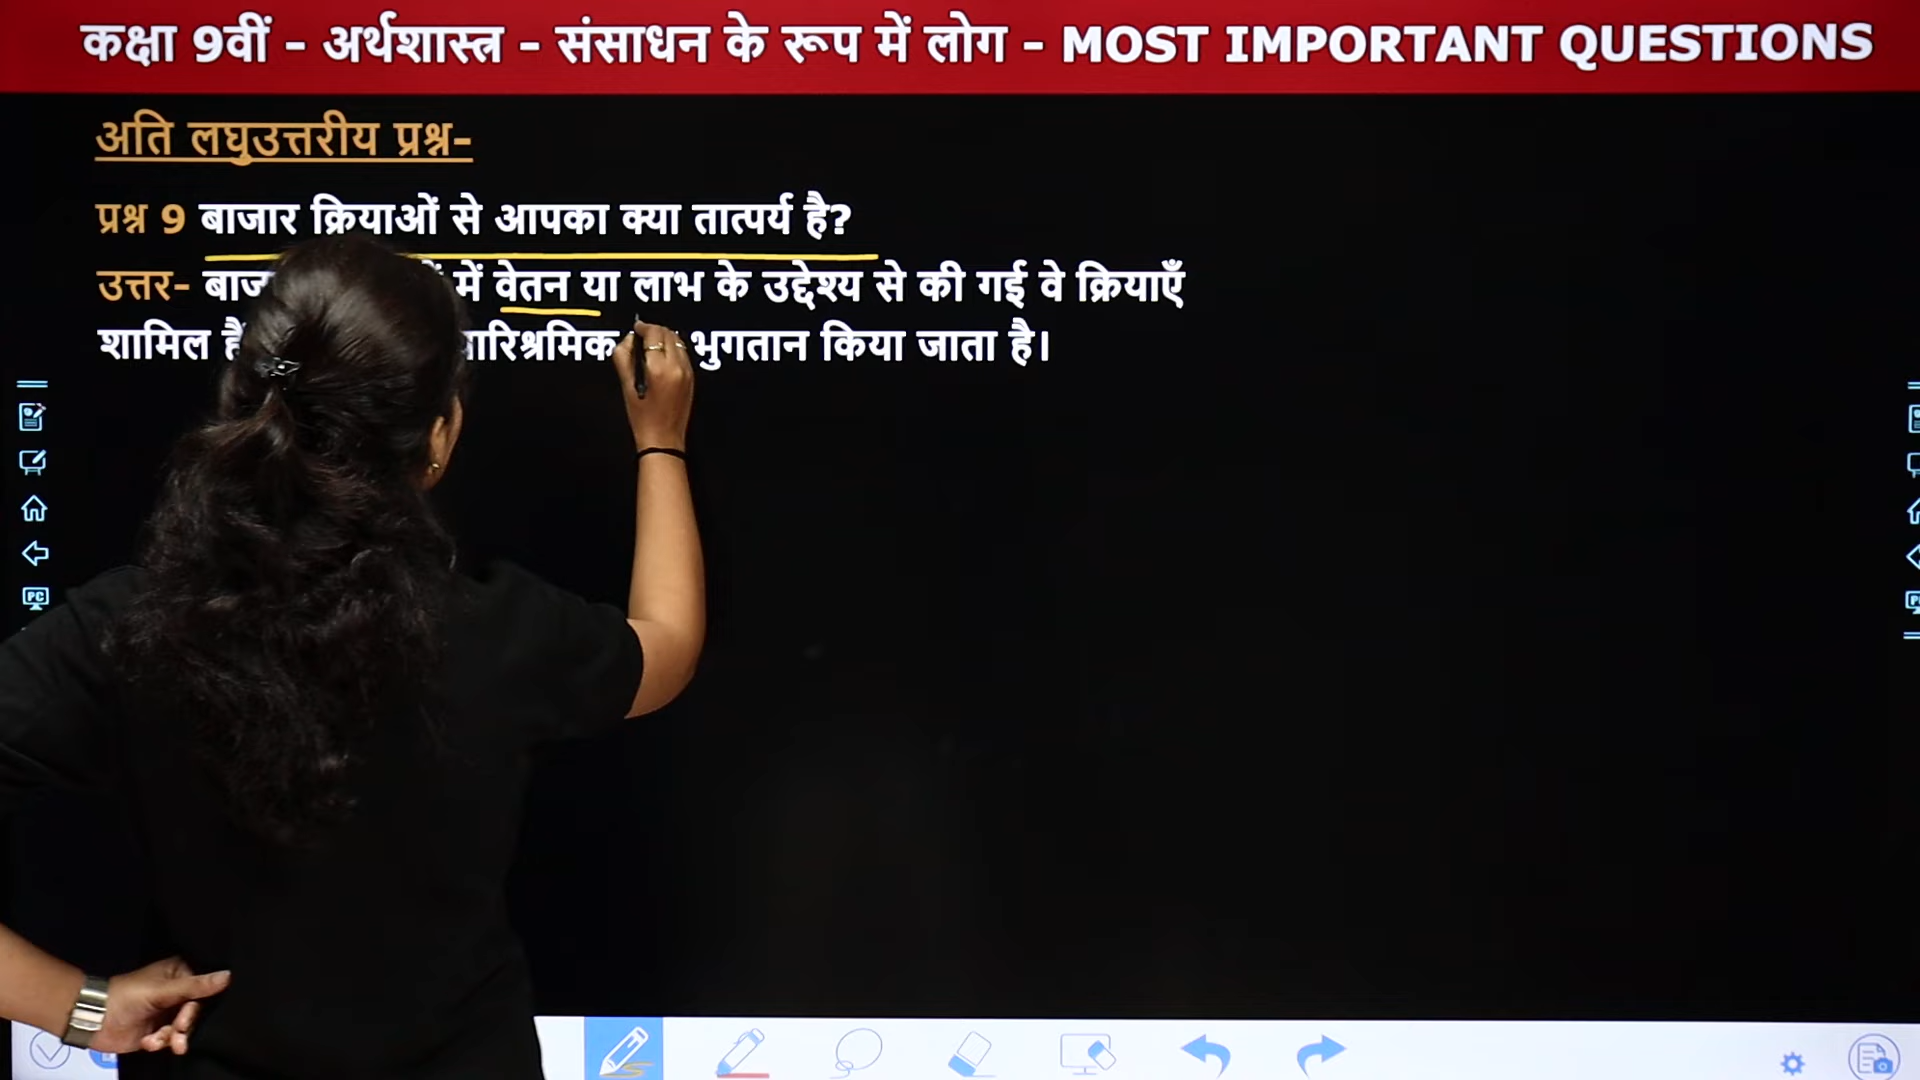 कक्षा 9वीं - अर्थशास्त्र - संसाधन के रूप में लोग - MOST IMPORTANT QUESTIONS
अति लघुउत्तरीय प्रश्न-
प्रश्न 9 बाजार क्रियाओं से आपका क्या तात्पर्य है?
उत्तर- में वेतन या लाभ के उद्देश्य से की गई वे क्रियाएँ
शामिल भुगतान किया जाता है।
PC